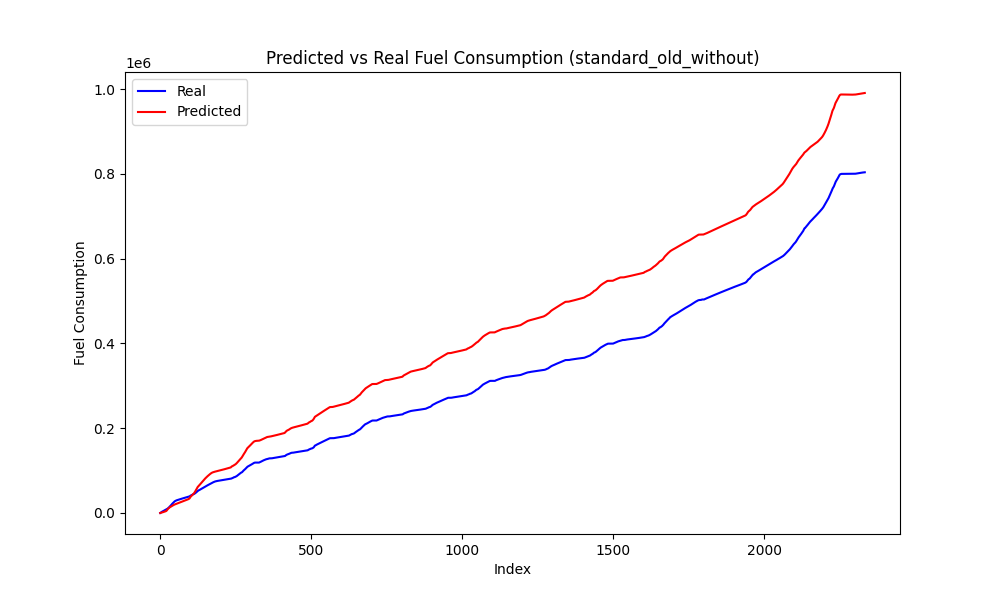 Predicted vs Real Fuel Consumption (standard_old_without)
1e6
Real
Predicted
1.0
0.8
0.6
0.4
0.2
0.0
Fuel Consumption
0
500
1000
1500
2000
Index